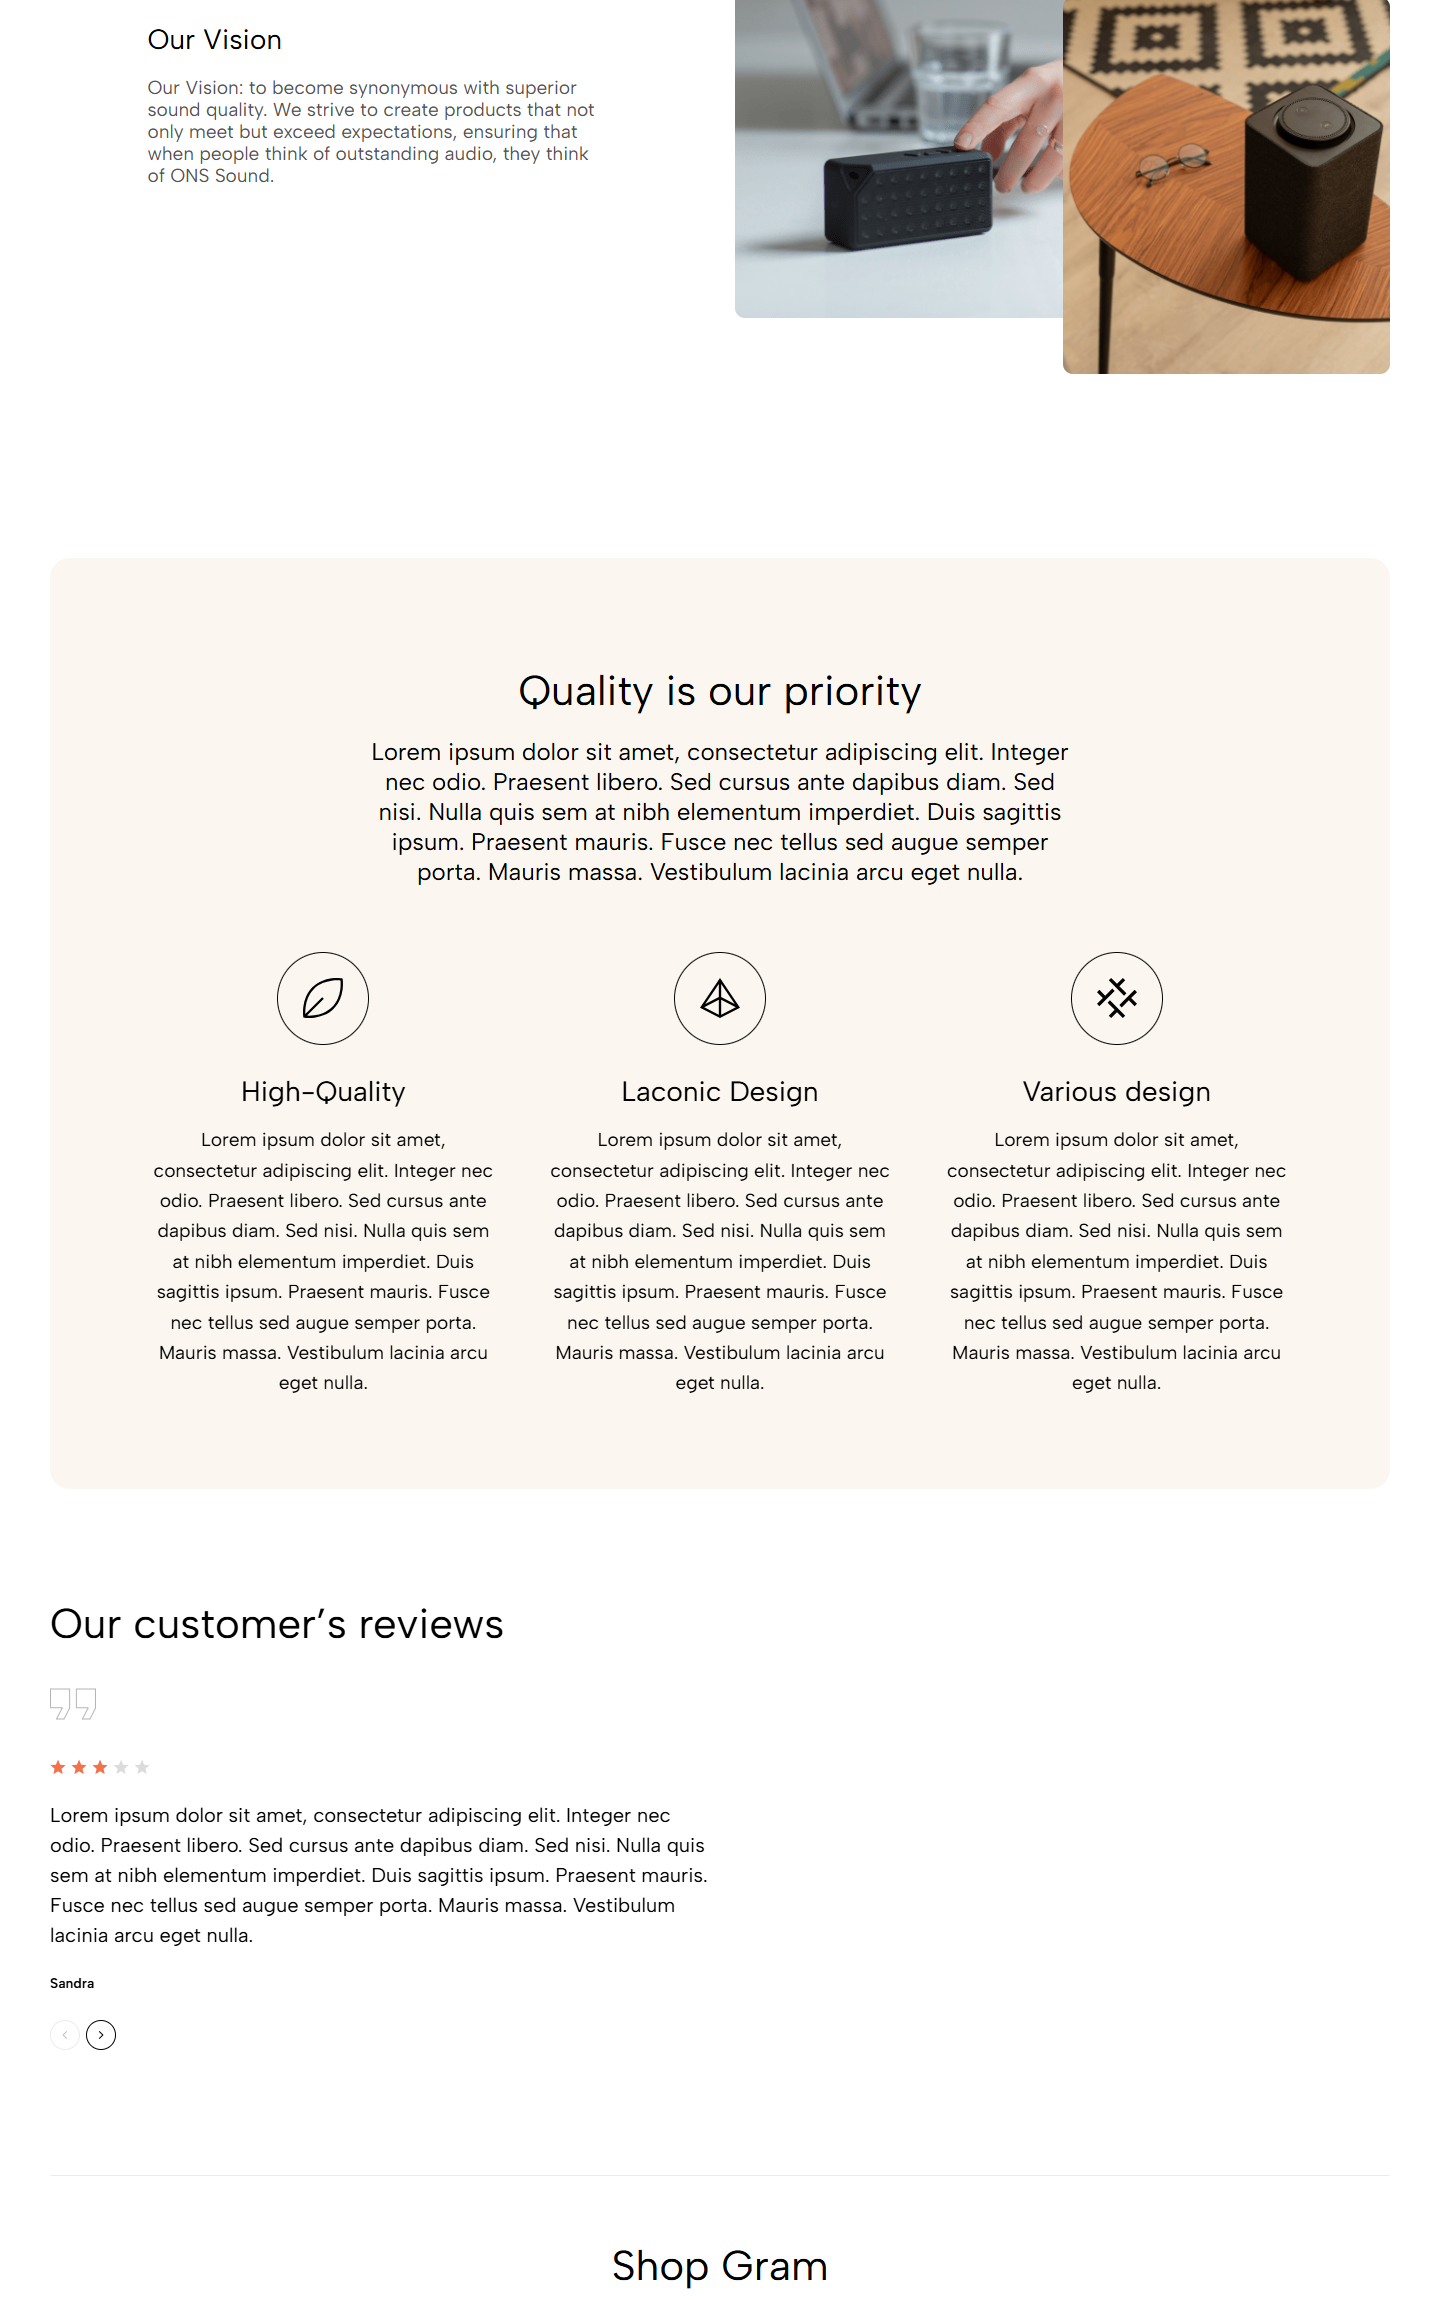 Our Vision
Our Vision: to become synonymous with superior
sound quality. We strive to create products that not
only meet but exceed expectations, ensuring that
when people think of outstanding audio, they think
of ONS Sound.
Quality is our priority
Lorem ipsum dolor sit amet, consectetur adipiscing elit. Integer
nec odio. Praesent libero. Sed cursus ante dapibus diam. Sed
nisi. Nulla quis sem at nibh elementum imperdiet. Duis sagittis
ipsum. Praesent mauris. Fusce nec tellus sed augue semper
porta. Mauris massa. Vestibulum lacinia arcu eget nulla.
High-Quality
Lorem ipsum dolor sit amet,
consectetur adipiscing elit. Integer nec
odio. Praesent libero. Sed cursus ante
dapibus diam. Sed nisi. Nulla quis sem
at nibh elementum imperdiet. Duis
sagittis ipsum. Praesent mauris. Fusce
nec tellus sed augue semper porta.
Mauris massa. Vestibulum lacinia arcu
eget nulla.
Laconic Design
Lorem ipsum dolor sit amet,
consectetur adipiscing elit. Integer nec
odio. Praesent libero. Sed cursus ante
dapibus diam. Sed nisi. Nulla quis sem
at nibh elementum imperdiet. Duis
sagittis ipsum. Praesent mauris. Fusce
nec tellus sed augue semper porta.
Mauris massa. Vestibulum lacinia arcu
eget nulla.
Various design
Lorem ipsum dolor sit amet,
consectetur adipiscing elit. Integer nec
odio. Praesent libero. Sed cursus ante
dapibus diam. Sed nisi. Nulla quis sem
at nibh elementum imperdiet. Duis
sagittis ipsum. Praesent mauris. Fusce
nec tellus sed augue semper porta.
Mauris massa. Vestibulum lacinia arcu
eget nulla.
Our customer’s reviews
Lorem ipsum dolor sit amet, consectetur adipiscing elit. Integer nec
odio. Praesent libero. Sed cursus ante dapibus diam. Sed nisi. Nulla quis
sem at nibh elementum imperdiet. Duis sagittis ipsum. Praesent mauris.
Fusce nec tellus sed augue semper porta. Mauris massa. Vestibulum
lacinia arcu eget nulla.
Sandra
Shop Gram